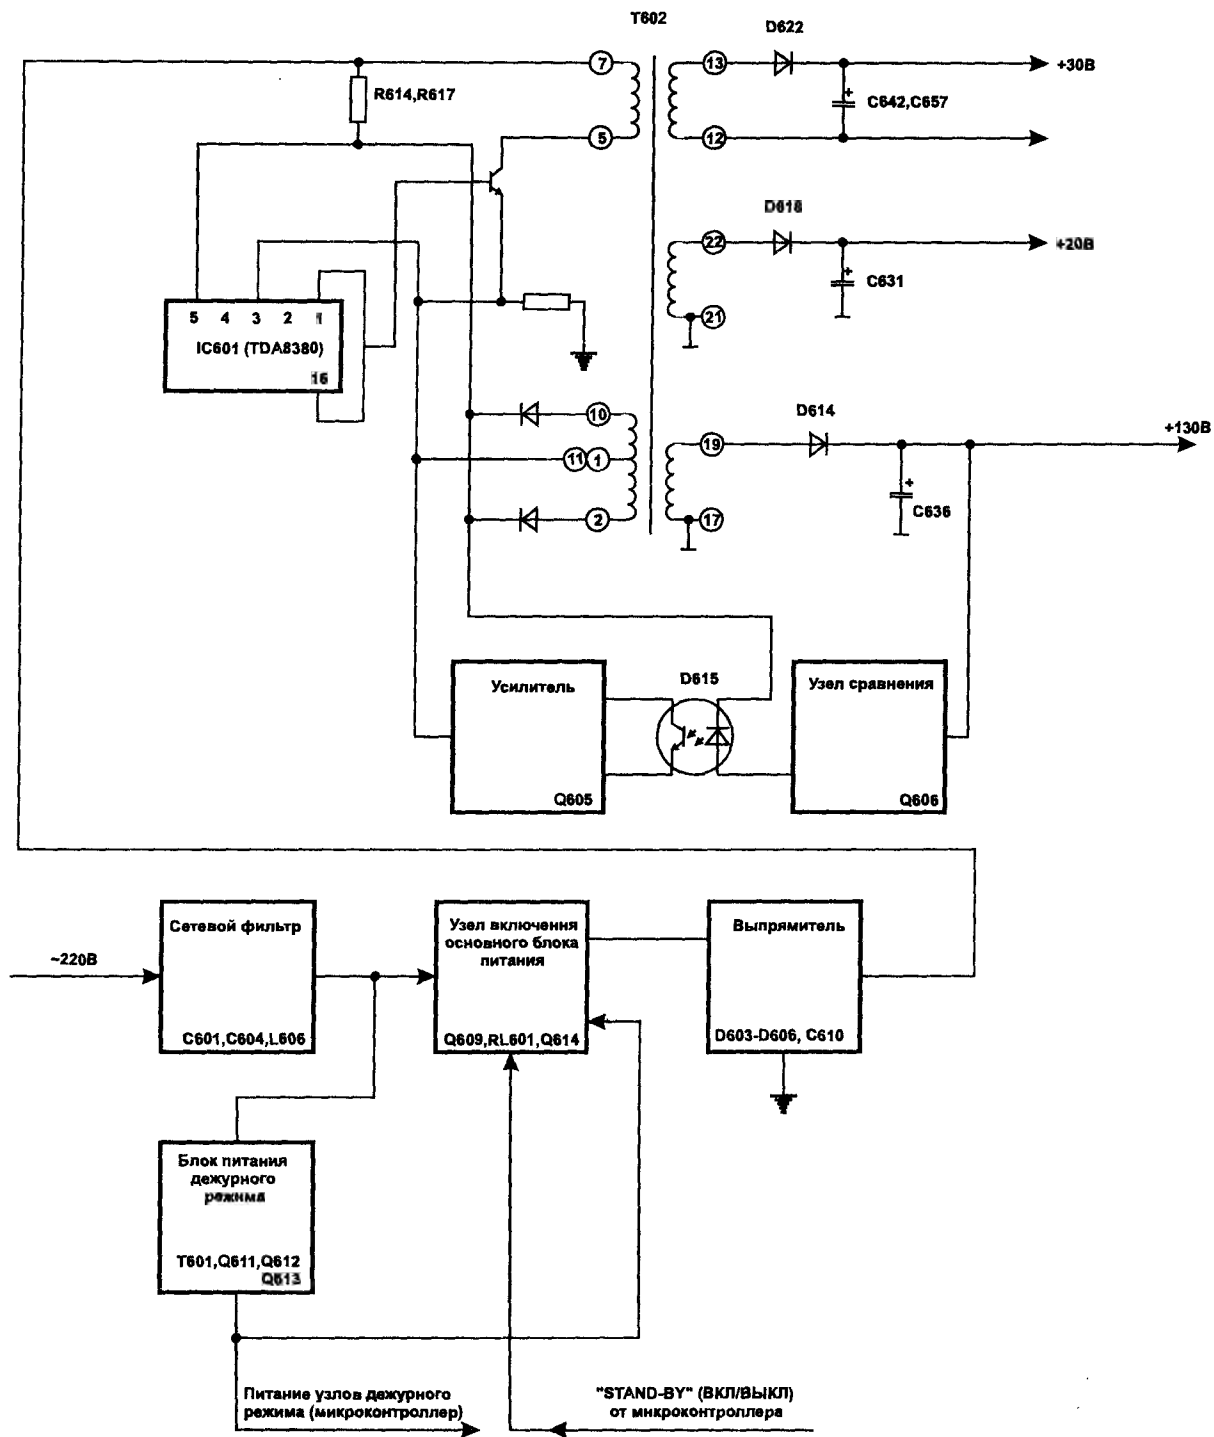 T602
D622
7
13
+30В
R614,R617
C642,C657
5
12
D618
22
+20В
C631
5 4 3 2 1
21
IC601 (TDA8380)
16
10
D614
19
+130В
11 1
C636
2
17
Усилитель
D615
Узел сравнения
Q605
Q606
Сетевой фильтр
Узел включення
основного блока
питания
Выпрямитель
~220В
C601,C604,L606
Q609,RL601,Q614
D603-D606, C610
Блок питания
дежурного
режима
T601,Q611,Q612
Q613
Питание узлов дежурного
режима (микроконтроллер)
"STAND-BY" (ВКЛ/ВЫКЛ)
от микроконтроллера